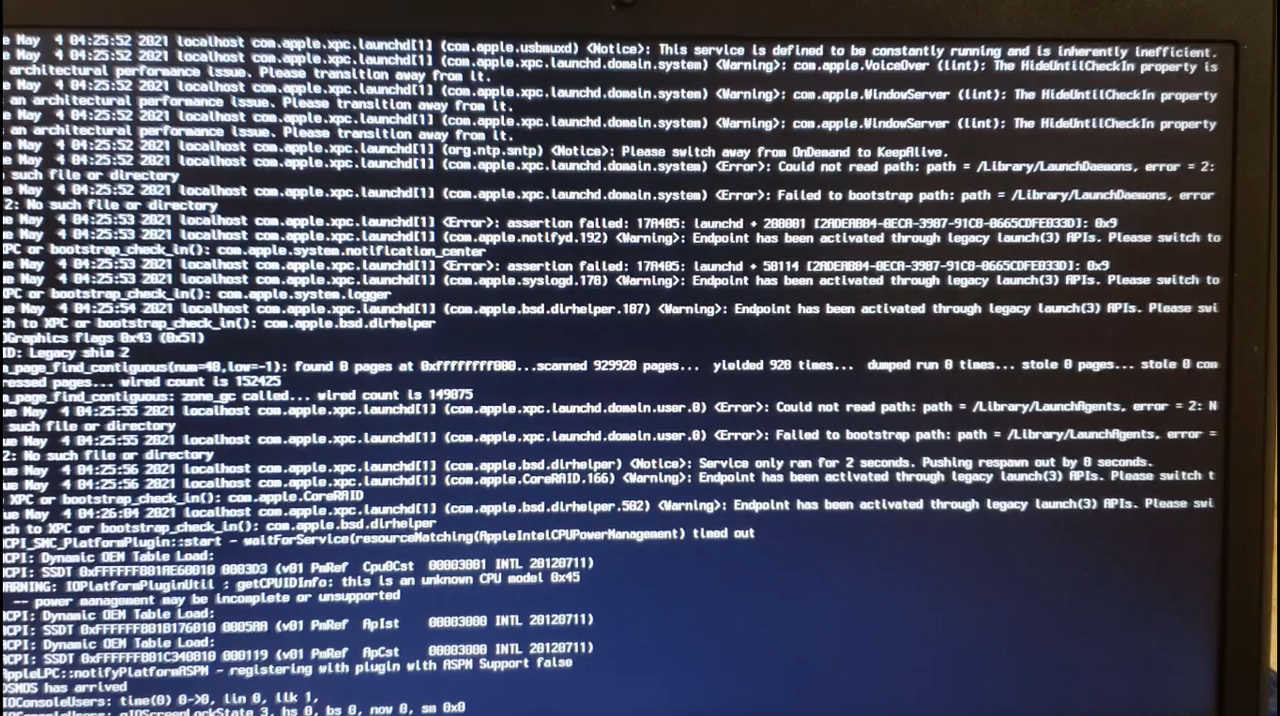 e May  4 04:25:52 2021 localhost com.apple.xpc.launchd[1] (com.apple.usbmuxd) <Notice>: This service is defined to be constantly running and is inherently inefficient.
e May  4 04:25:52 2021 localhost com.apple.xpc.launchd[1] (com.apple.xpc.launchd.domain.system) <Warning>: com.apple.VoiceOver (lint): The HideUntilCheckIn property is
architectural performance issue. Please transition away from it.
e May  4 04:25:52 2021 localhost com.apple.xpc.launchd[1] (com.apple.xpc.launchd.domain.system) <Warning>: com.apple.WindowServer (lint): The HideUntilCheckIn property
an architectural performance issue. Please transition away from it.
e May  4 04:25:52 2021 localhost com.apple.xpc.launchd[1] (com.apple.xpc.launchd.domain.system) <Warning>: com.apple.WindowServer (lint): The HideUntilCheckIn property
an architectural performance issue. Please transition away from it.
e May  4 04:25:52 2021 localhost com.apple.xpc.launchd[1] (org.ntp.sntp) <Notice>: Please switch away from OnDemand to KeepAlive.
e May  4 04:25:52 2021 localhost com.apple.xpc.launchd[1] (com.apple.xpc.launchd.domain.system) <Error>: Could not read path: path = /Library/LaunchDaemons, error = 2:
such file or directory
e May  4 04:25:52 2021 localhost com.apple.xpc.launchd[1] (com.apple.xpc.launchd.domain.system) <Error>: Failed to bootstrap path: path = /Library/LaunchDaemons, error
2: No such file or directory
e May  4 04:25:53 2021 localhost com.apple.xpc.launchd[1] <Error>: assertion failed: 17A405: launchd + 208801 [2ADEAB84-0ECA-3907-91C8-0665CDFE033D]: 0x9
e May  4 04:25:53 2021 localhost com.apple.xpc.launchd[1] (com.apple.notifyd.192) <Warning>: Endpoint has been activated through legacy launch(3) APIs. Please switch to
XPC or bootstrap_check_in(): com.apple.system.notification_center
e May  4 04:25:53 2021 localhost com.apple.xpc.launchd[1] <Error>: assertion failed: 17A405: launchd + 58114 [2ADEAB84-0ECA-3907-91C8-0665CDFE033D]: 0x9
e May  4 04:25:53 2021 localhost com.apple.xpc.launchd[1] (com.apple.syslogd.178) <Warning>: Endpoint has been activated through legacy launch(3) APIs. Please switch to
XPC or bootstrap_check_in(): com.apple.system.logger
e May  4 04:25:54 2021 localhost com.apple.xpc.launchd[1] (com.apple.bsd.dirhelper.187) <Warning>: Endpoint has been activated through legacy launch(3) APIs. Please swi
ch to XPC or bootstrap_check_in(): com.apple.bsd.dirhelper
OGraphics flags 0x43 (0x51)
ID: Legacy shim 2
_page_find_contiguous(num=40,low=-1): found 0 pages at 0xffffffff000...scanned 929920 pages...  yielded 928 times...  dumped run 0 times... stole 0 pages... stole 0 com
ressed pages... wired count is 152425
_page_find_contiguous: zone_gc called... wired count is 149075
ue May  4 04:25:55 2021 localhost com.apple.xpc.launchd[1] (com.apple.xpc.launchd.domain.user.0) <Error>: Could not read path: path = /Library/LaunchAgents, error = 2: N
such file or directory
ue May  4 04:25:55 2021 localhost com.apple.xpc.launchd[1] (com.apple.xpc.launchd.domain.user.0) <Error>: Failed to bootstrap path: path = /Library/LaunchAgents, error =
2: No such file or directory
ue May  4 04:25:56 2021 localhost com.apple.xpc.launchd[1] (com.apple.bsd.dirhelper) <Notice>: Service only ran for 2 seconds. Pushing respawn out by 8 seconds.
ue May  4 04:25:56 2021 localhost com.apple.xpc.launchd[1] (com.apple.CoreRAID.166) <Warning>: Endpoint has been activated through legacy launch(3) APIs. Please switch t
XPC or bootstrap_check_in(): com.apple.CoreRAID
ue May  4 04:26:04 2021 localhost com.apple.xpc.launchd[1] (com.apple.bsd.dirhelper.502) <Warning>: Endpoint has been activated through legacy launch(3) APIs. Please swi
ch to XPC or bootstrap_check_in(): com.apple.bsd.dirhelper
CPI_SMC_PlatformPlugin::start - waitForService(resourceMatching(AppleIntelCPUPowerManagement) timed out
CPI: Dynamic OEM Table Load:
CPI: SSDT 0xFFFFFF801AE60010 0003D3 (v01 PmRef  Cpu0Cst  00003001 INTL 20120711)
ARNING: IOPlatformPluginUtil : getCPUIDInfo: this is an unknown CPU model 0x45
-- power management may be incomplete or unsupported
CPI: Dynamic OEM Table Load:
CPI: SSDT 0xFFFFFF801B176010 0005AA (v01 PmRef  ApIst    00003000 INTL 20120711)
CPI: Dynamic OEM Table Load:
CPI: SSDT 0xFFFFFF801C340010 000119 (v01 PmRef  ApCst    00003000 INTL 20120711)
AppleLPC::notifyPlatformASPM - registering with plugin with ASPM Support false
DSMOS has arrived
IOConsoleUsers: time(0) 0->0, lin 0, llk 1,
IOConsoleUsers: gIOScreenLockState 3, hs 0, bs 0, now 0, sm 0x0